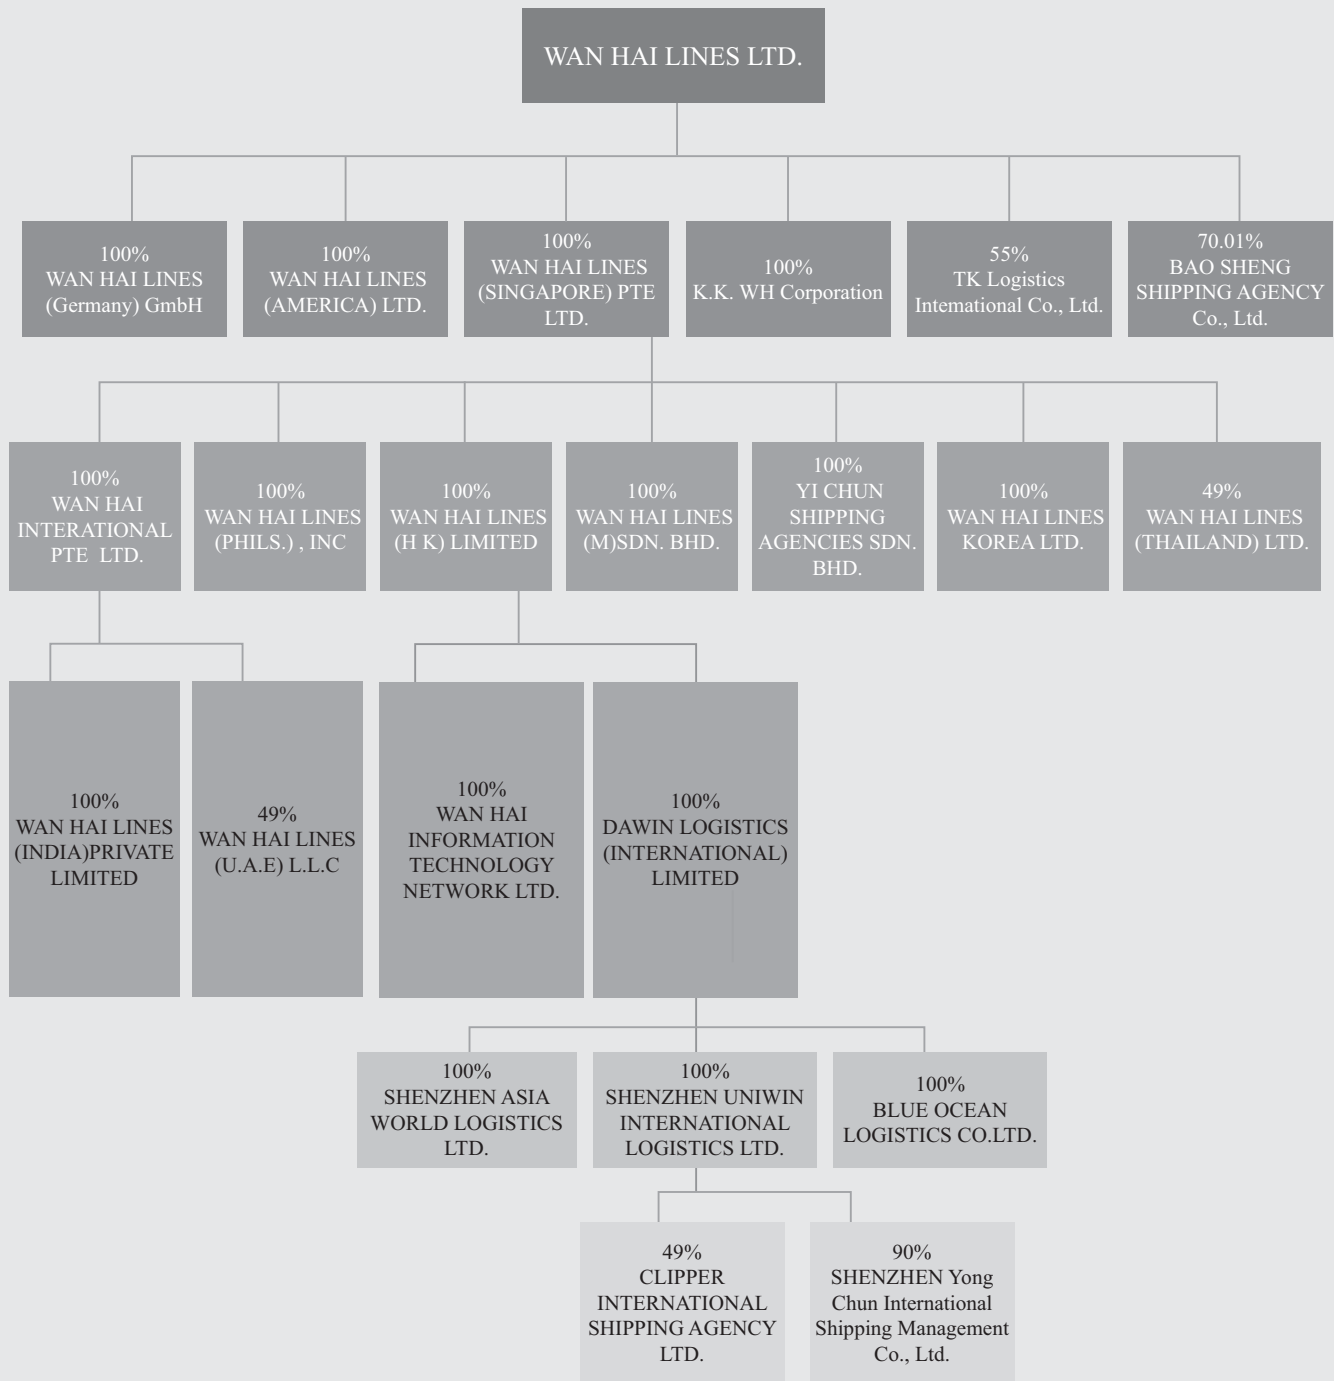 WAN HAI LINES LTD.
100%
WAN HAI LINES
(Germany) GmbH
100%
WAN HAI LINES
(AMERICA) LTD.
100%
WAN HAI LINES
(SINGAPORE) PTE
LTD.
100%
K.K. WH Corporation
55%
TK Logistics
Intemational Co., Ltd.
70.01%
BAO SHENG
SHIPPING AGENCY
Co., Ltd.
100%
WAN HAI
INTERATIONAL
PTE LTD.
100%
WAN HAI LINES
(PHILS.) , INC
100%
WAN HAI LINES
(H K) LIMITED
100%
WAN HAI LINES
(M)SDN. BHD.
100%
YI CHUN
SHIPPING
AGENCIES SDN.
BHD.
100%
WAN HAI LINES
KOREA LTD.
49%
WAN HAI LINES
(THAILAND) LTD.
100%
WAN HAI LINES
(INDIA)PRIVATE
LIMITED
49%
WAN HAI LINES
(U.A.E) L.L.C
100%
WAN HAI
INFORMATION
TECHNOLOGY
NETWORK LTD.
100%
DAWIN LOGISTICS
(INTERNATIONAL)
LIMITED
100%
SHENZHEN ASIA
WORLD LOGISTICS
LTD.
100%
SHENZHEN UNIWIN
INTERNATIONAL
LOGISTICS LTD.
100%
BLUE OCEAN
LOGISTICS CO.LTD.
49%
CLIPPER
INTERNATIONAL
SHIPPING AGENCY
LTD.
90%
SHENZHEN Yong
Chun International
Shipping Management
Co., Ltd.